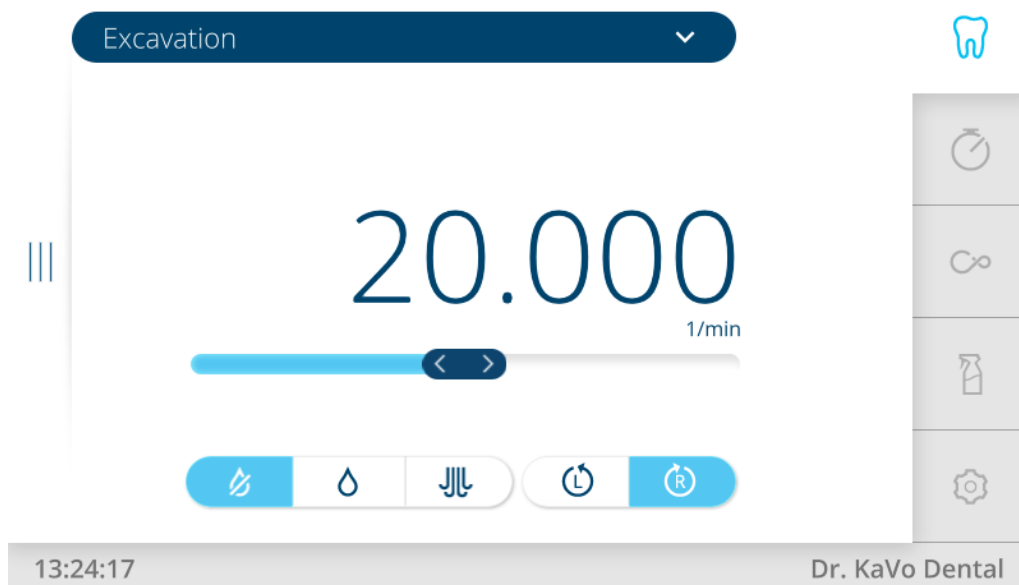 Excavation
20.000
1/min
L
R
13:24:17
Dr. KaVo Dental